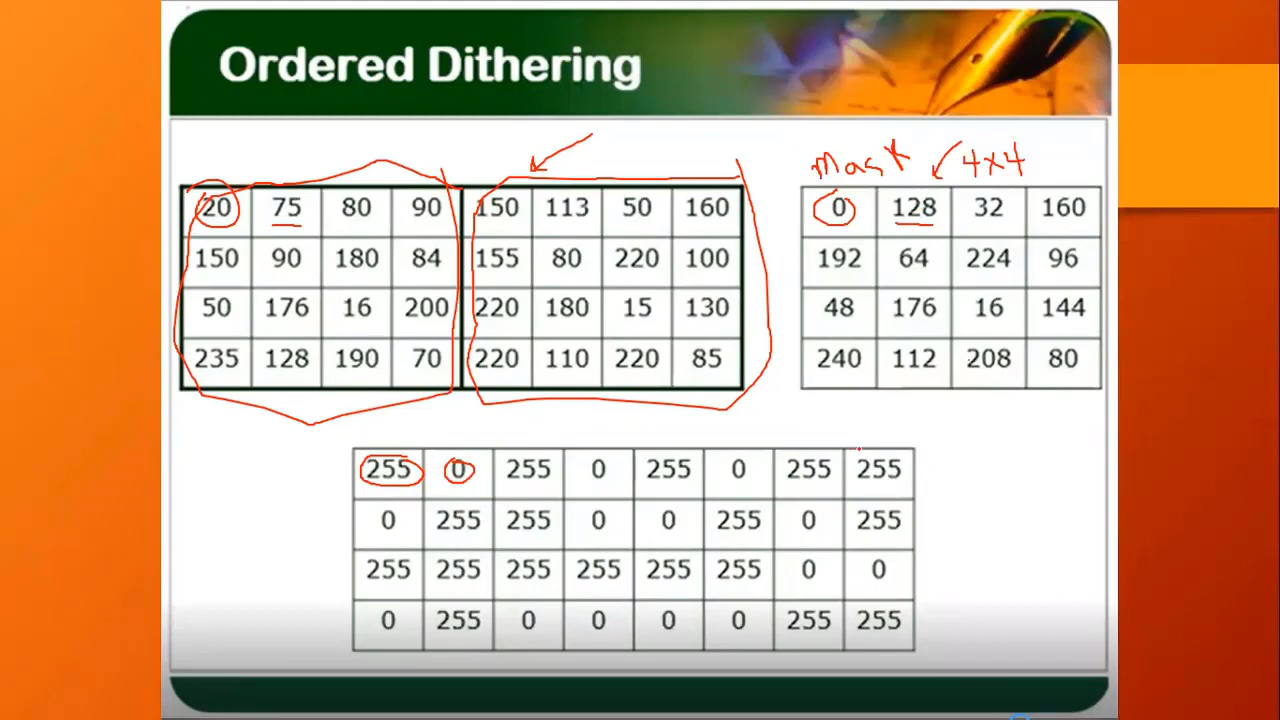 Ordered Dithering
Mask 4x4
20 75 80 90 150 113 50 160
150 90 180 84 155 80 220 100
50 176 16 200 220 180 15 130
235 128 190 70 220 110 220 85
0 128 32 160
192 64 224 96
48 176 16 144
240 112 208 80
255 0 255 0 255 0 255 255
0 255 255 0 0 255 0 255
255 255 255 255 255 255 0 0
0 255 0 0 0 0 255 255